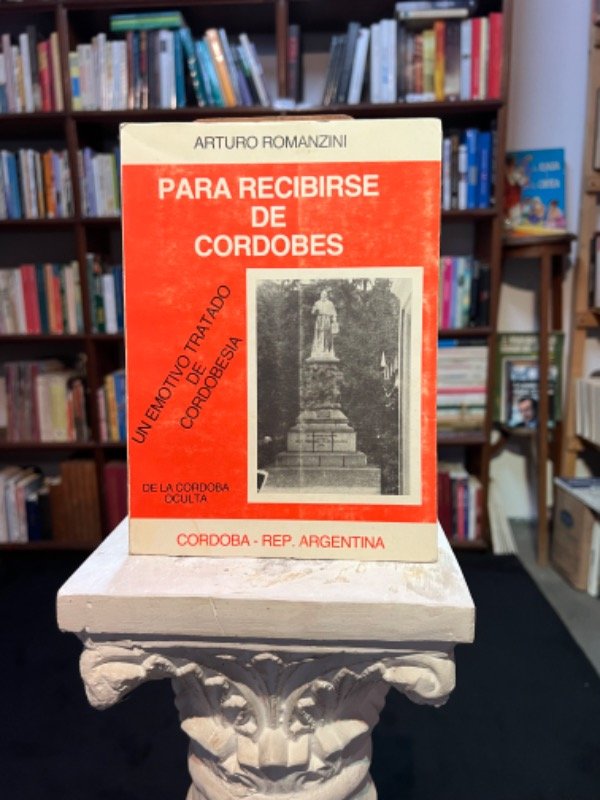 ARTURO ROMANZINI
PARA RECIBIRSE
DE
CORDOBES
UN EMOTIVO TRATADO
DE
CORDOBESIA
DE LA CORDOBA
OCULTA
CORDOBA - REP. ARGENTINA